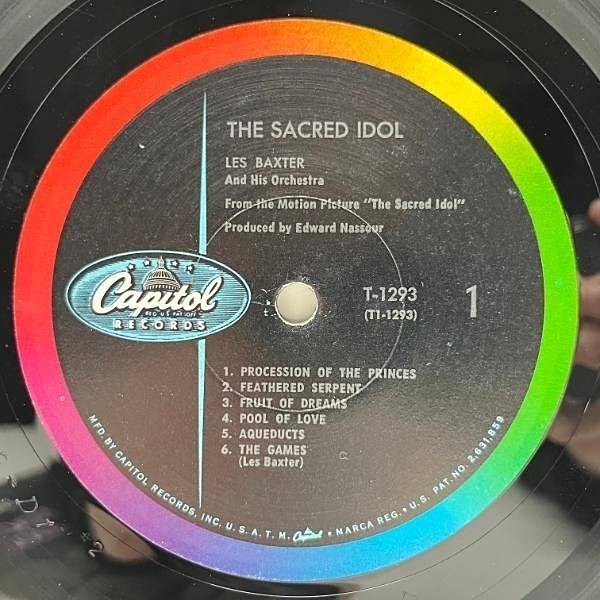 THE SACRED IDOL
LES BAXTER
And His Orchestra
From the Motion Picture "The Sacred Idol"
Produced by Edward Nassour
Capitol
REG. U.S. PAT. OFF.
RECORDS
T-1293
(T1-1293)
1
1. PROCESSION OF THE PRINCES
2. FEATHERED SERPENT
3. FRUIT OF DREAMS
4. POOL OF LOVE
5. AQUEDUCTS
6. THE GAMES
(Les Baxter)
MFD. BY CAPITOL RECORDS, INC. U.S.A. T.M. Capitol • MARCA REG. • U.S. PAT. NO. 2,631,859